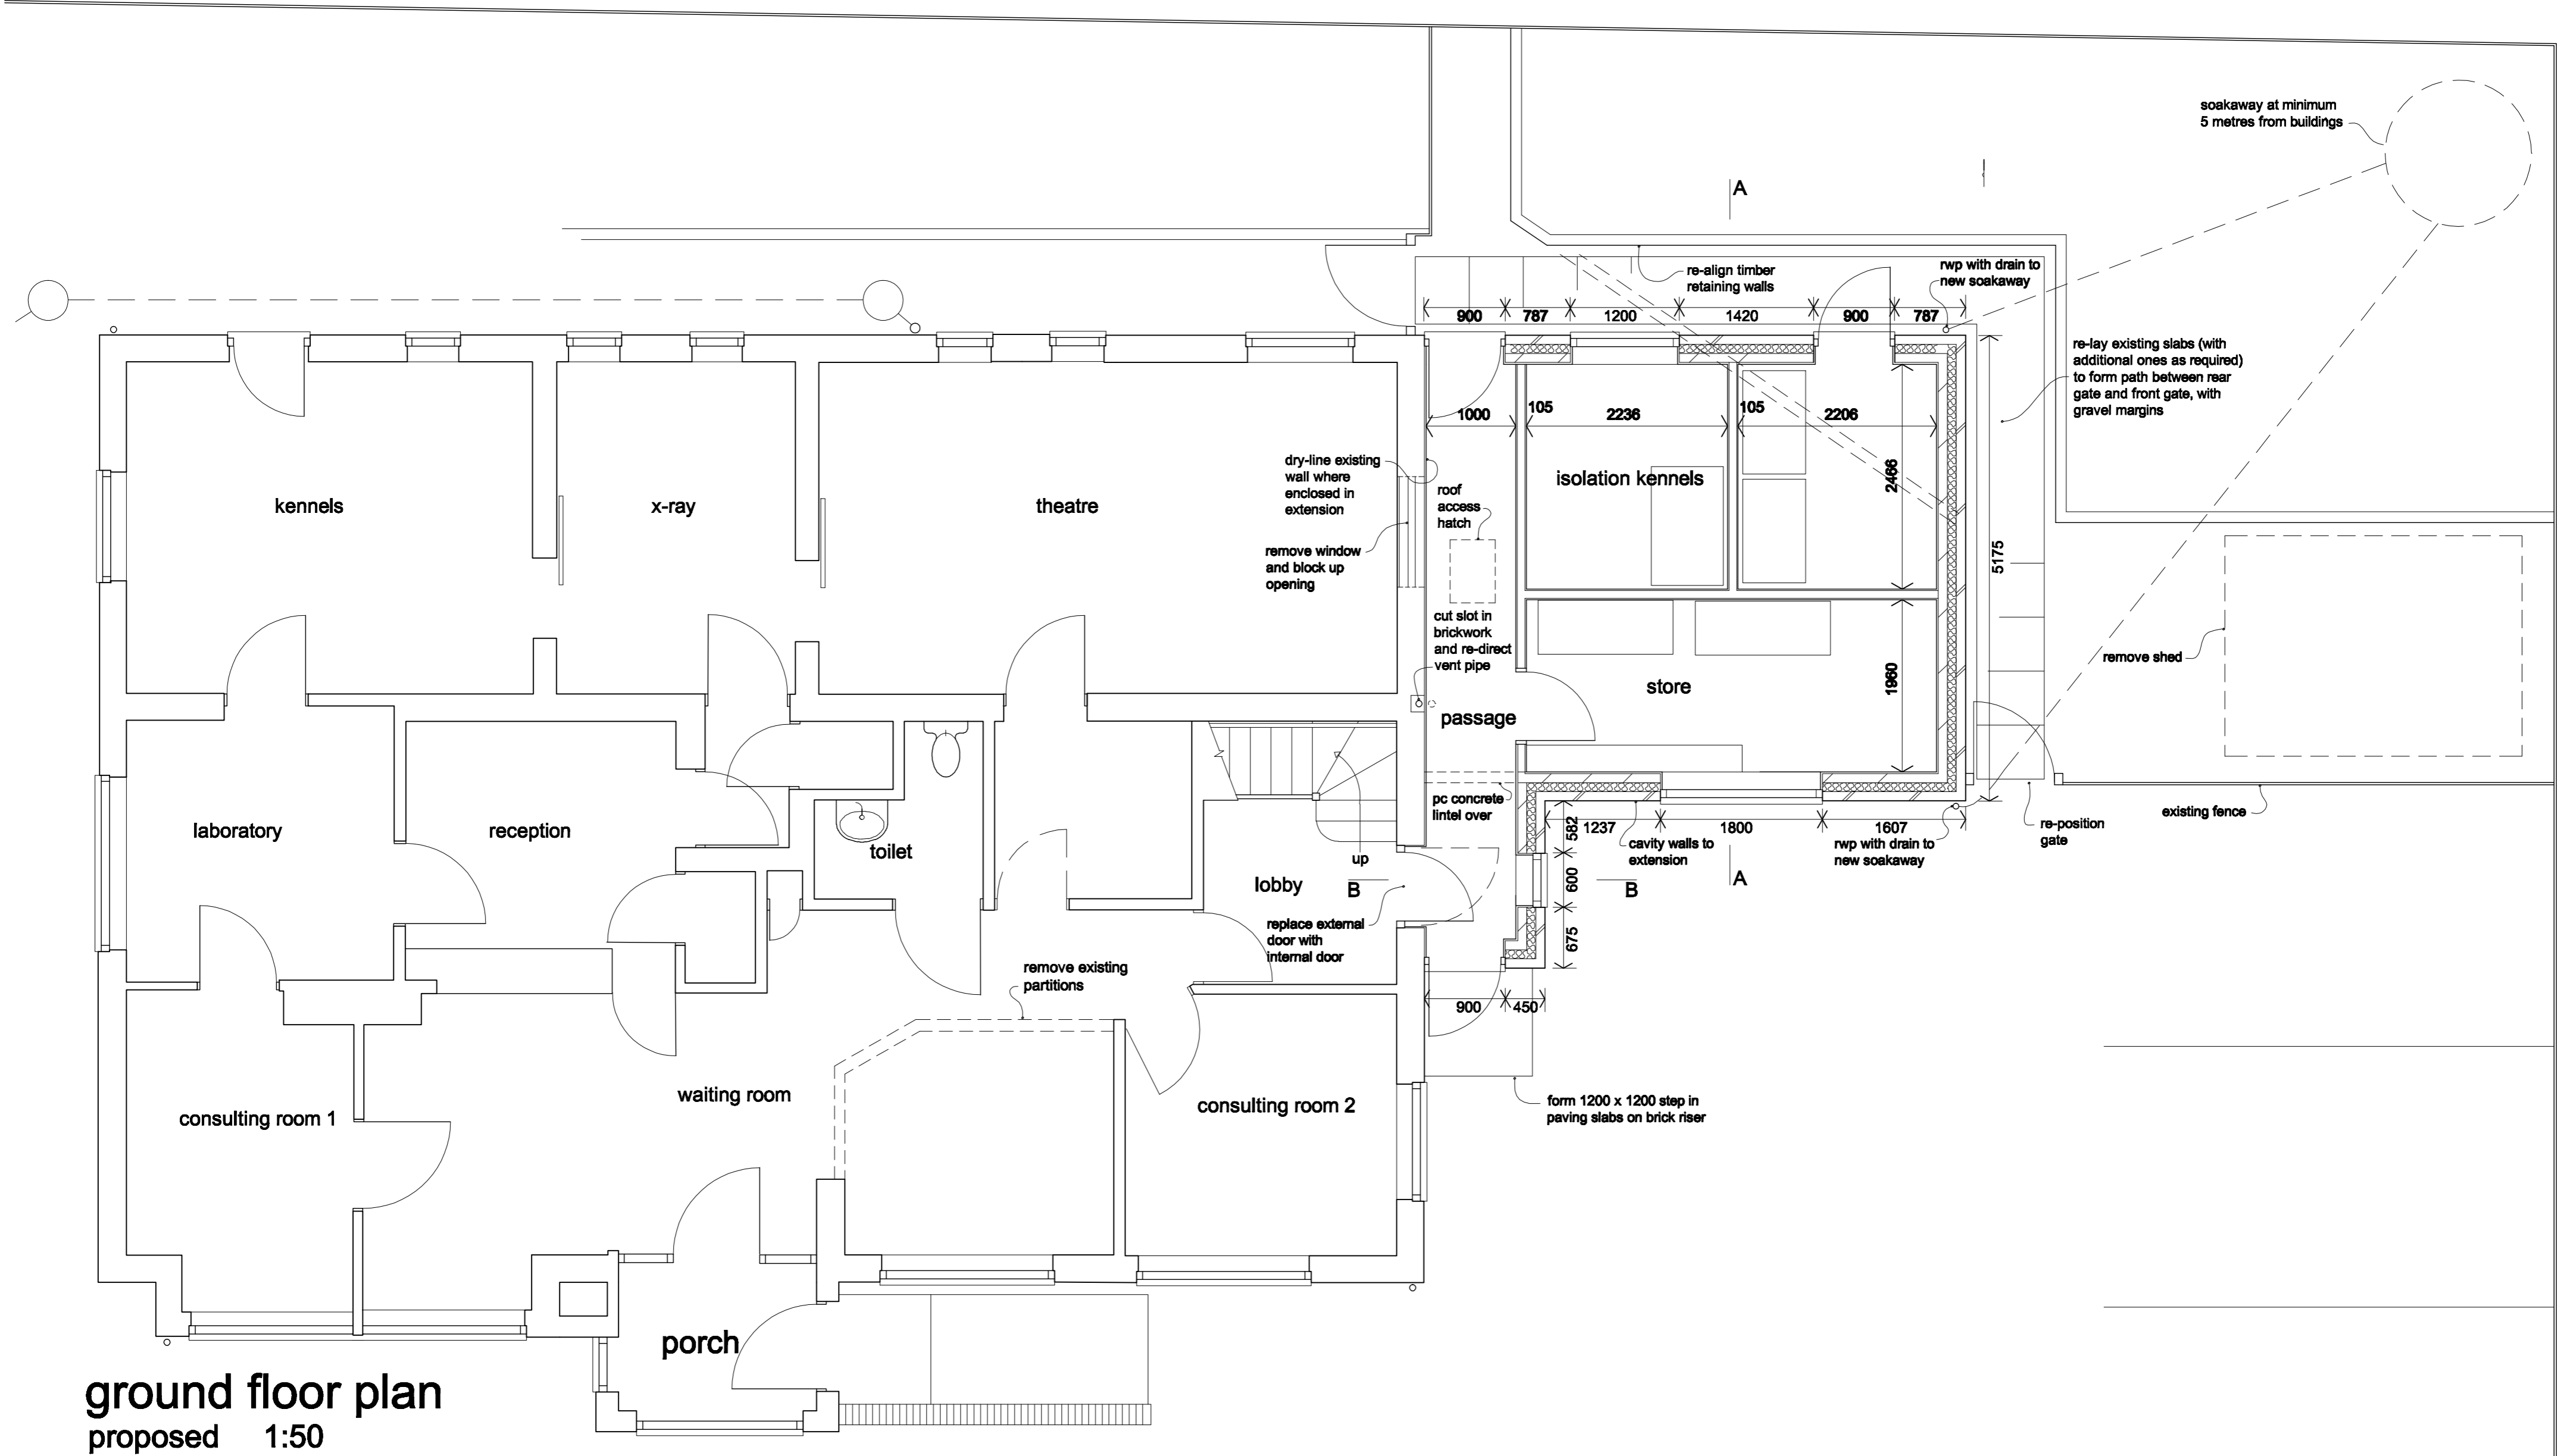 soakaway at minimum
5 metres from buildings
A
re-align timber
retaining walls
rwp with drain to
new soakaway
900
787
1200
1420
900
787
re-lay existing slabs (with
additional ones as required)
to form path between rear
gate and front gate, with
gravel margins
1000
105
2236
105
2206
2466
5175
dry-line existing
wall where
enclosed in
extension
roof
access
hatch
isolation kennels
kennels
x-ray
theatre
remove window
and block up
opening
cut slot in
brickwork
and re-direct
vent pipe
remove shed
store
1960
passage
laboratory
reception
toilet
up
pc concrete
lintel over
582
1237
1800
1607
cavity walls to
extension
rwp with drain to
new soakaway
re-position
gate
existing fence
lobby
B
600
B
A
replace external
door with
internal door
675
remove existing
partitions
900
450
waiting room
consulting room 1
consulting room 2
form 1200 x 1200 step in
paving slabs on brick riser
porch
ground floor plan
proposed 1:50